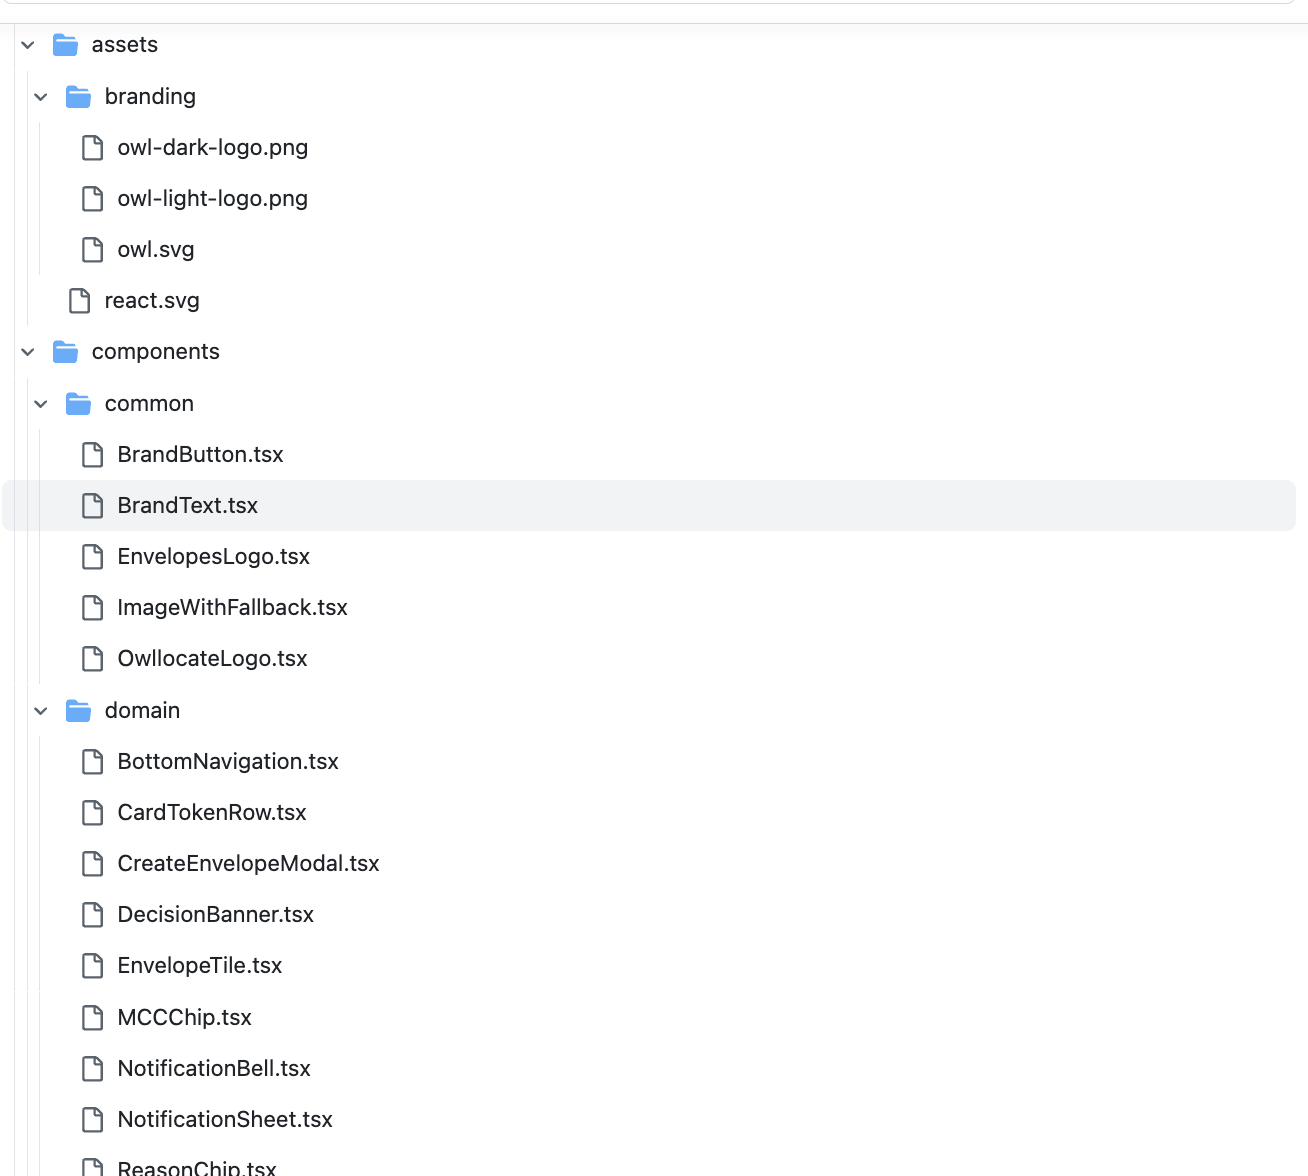 assets
branding
owl-dark-logo.png
owl-light-logo.png
owl.svg
react.svg
components
common
BrandButton.tsx
BrandText.tsx
EnvelopesLogo.tsx
ImageWithFallback.tsx
OwllocateLogo.tsx
domain
BottomNavigation.tsx
CardTokenRow.tsx
CreateEnvelopeModal.tsx
DecisionBanner.tsx
EnvelopeTile.tsx
MCCChip.tsx
NotificationBell.tsx
NotificationSheet.tsx
ReasonChip.tsx